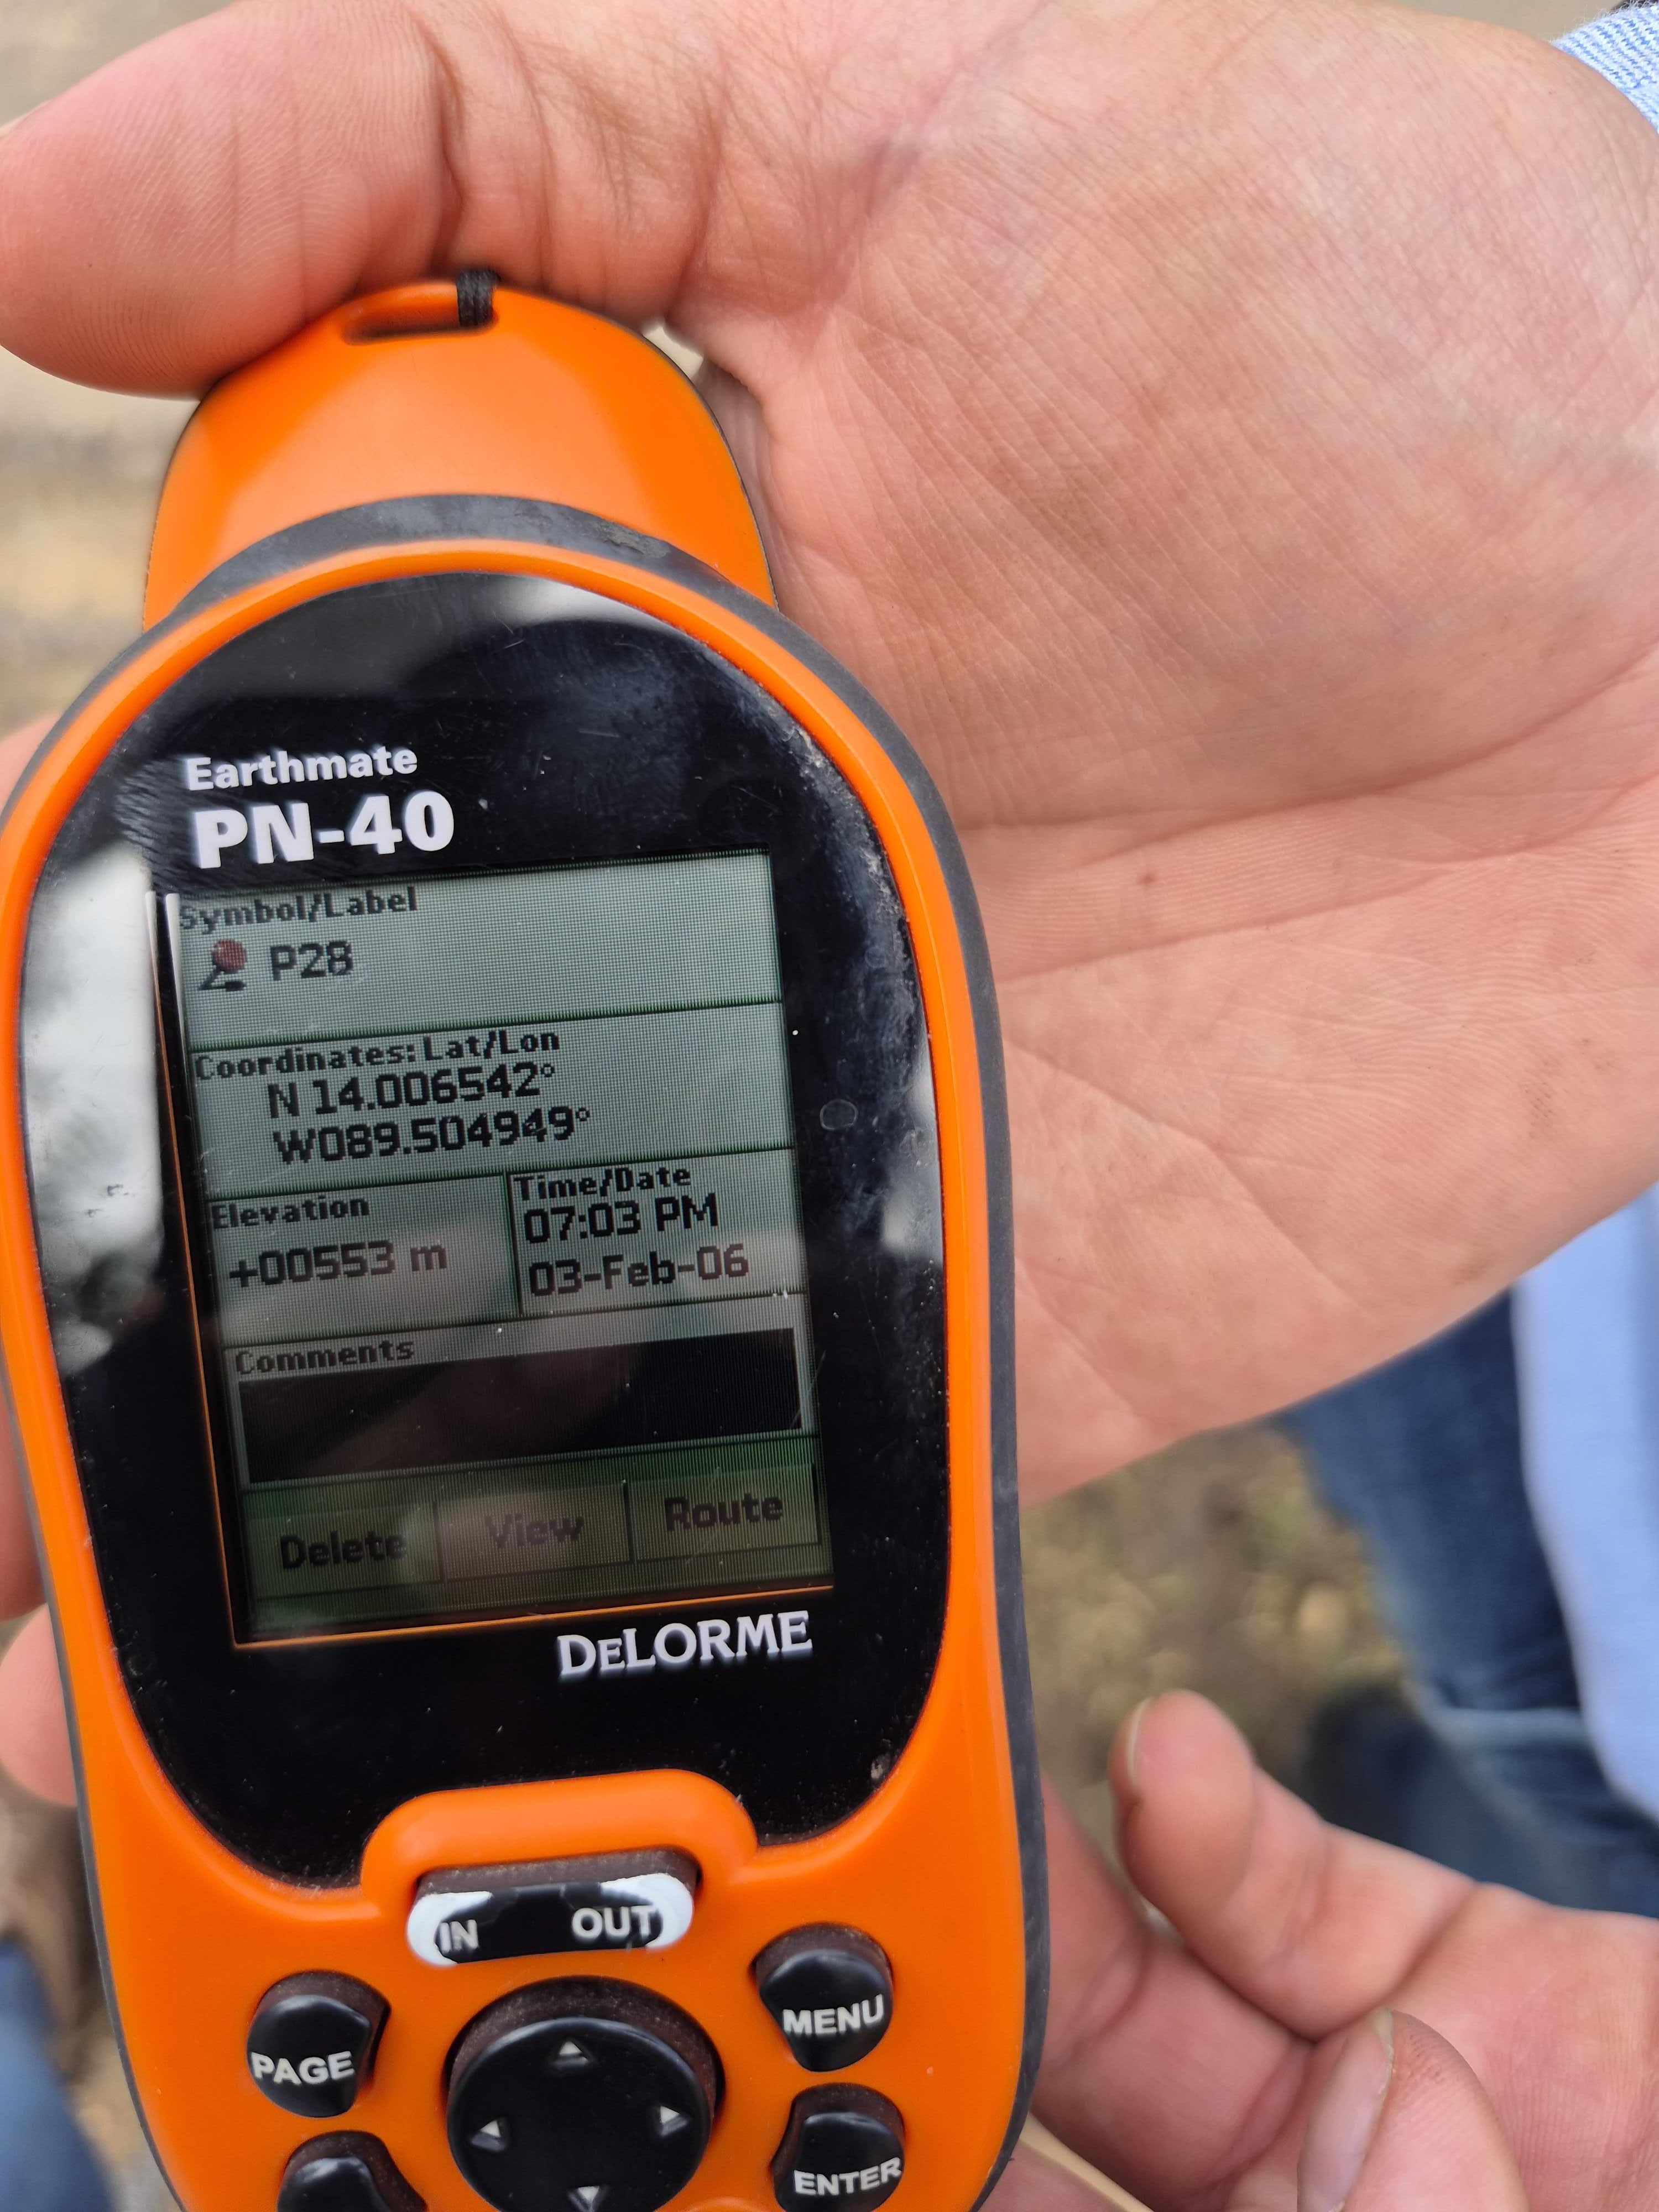 Earthmate
PN-40
Symbol/Label
P28
Coordinates: Lat/Lon
N 14.006542°
W089.504949°
Elevation
+00553 m
Time/Date
07:03 PM
03-Feb-06
Comments
Delete View Route
DELORME
IN OUT
PAGE
MENU
ENTER